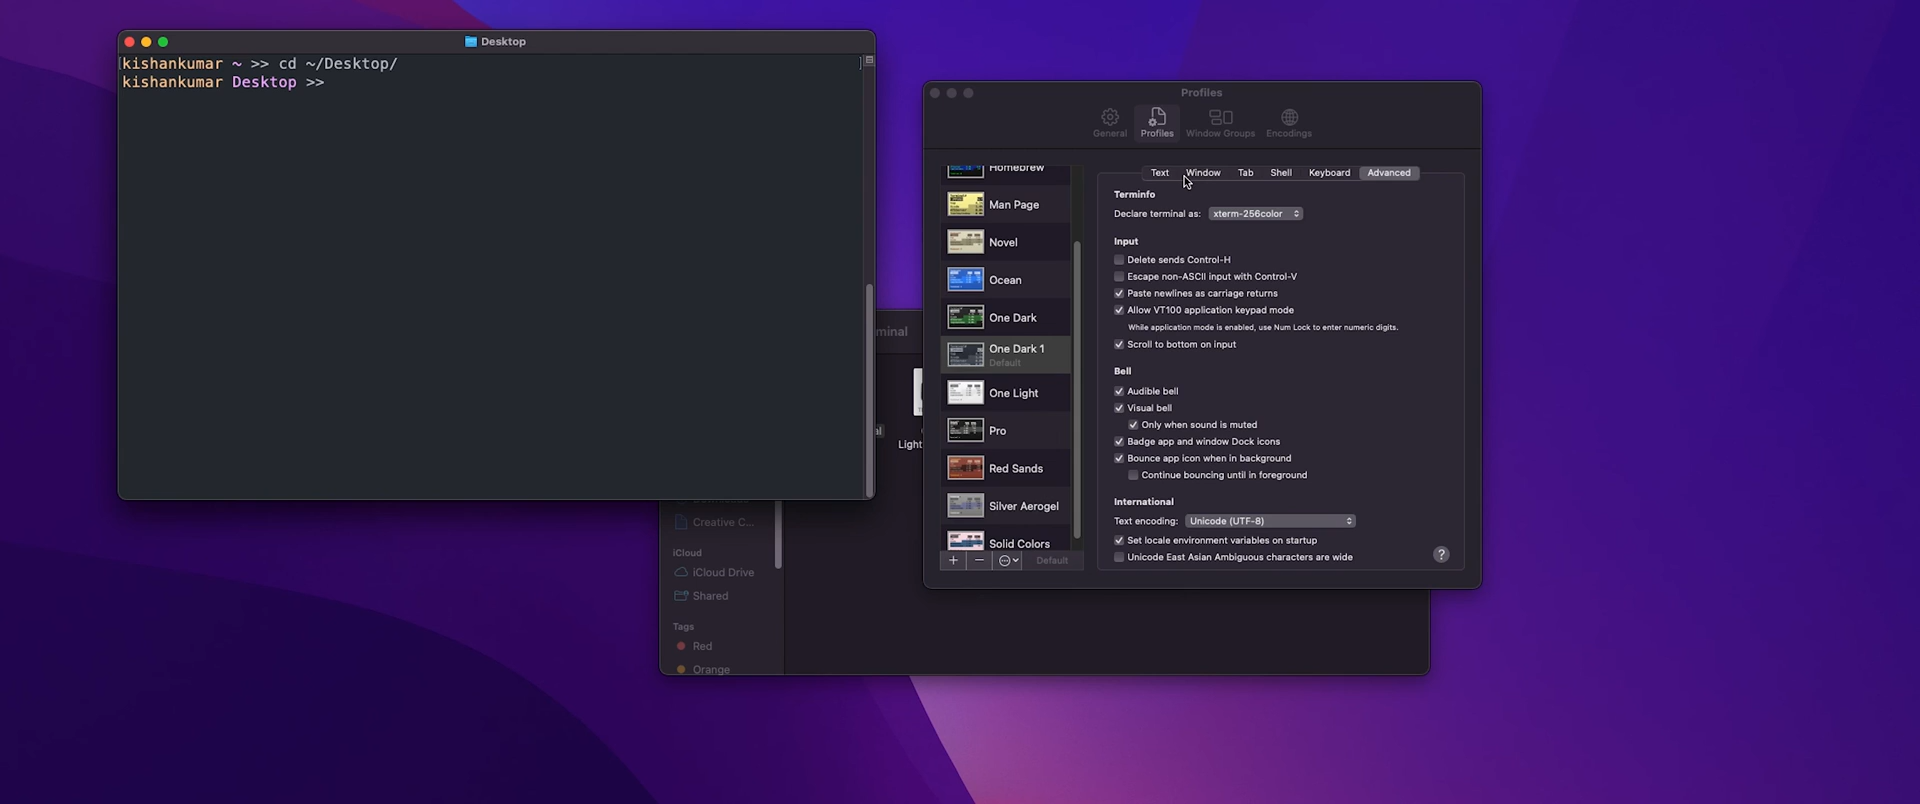 Desktop
[kishankumar ~ >> cd ~/Desktop/ ]
kishankumar Desktop >>
Profiles
General
Profiles
Window Groups
Encodings
Homebrew
Man Page
Novel
Ocean
One Dark
One Dark 1
Default
One Light
Pro
Red Sands
Silver Aerogel
Solid Colors
+ −
Default
Text Window Tab Shell Keyboard Advanced
Terminfo
Declare terminal as: xterm-256color
Input
Delete sends Control-H
Escape non-ASCII input with Control-V
Paste newlines as carriage returns
Allow VT100 application keypad mode
While application mode is enabled, use Num Lock to enter numeric digits.
Scroll to bottom on input
Bell
Audible bell
Visual bell
Only when sound is muted
Badge app and window Dock icons
Bounce app icon when in background
Continue bouncing until in foreground
International
Text encoding: Unicode (UTF-8)
Set locale environment variables on startup
Unicode East Asian Ambiguous characters are wide
?
minal
al
Light
Creative C...
iCloud
iCloud Drive
Shared
Tags
Red
Orange